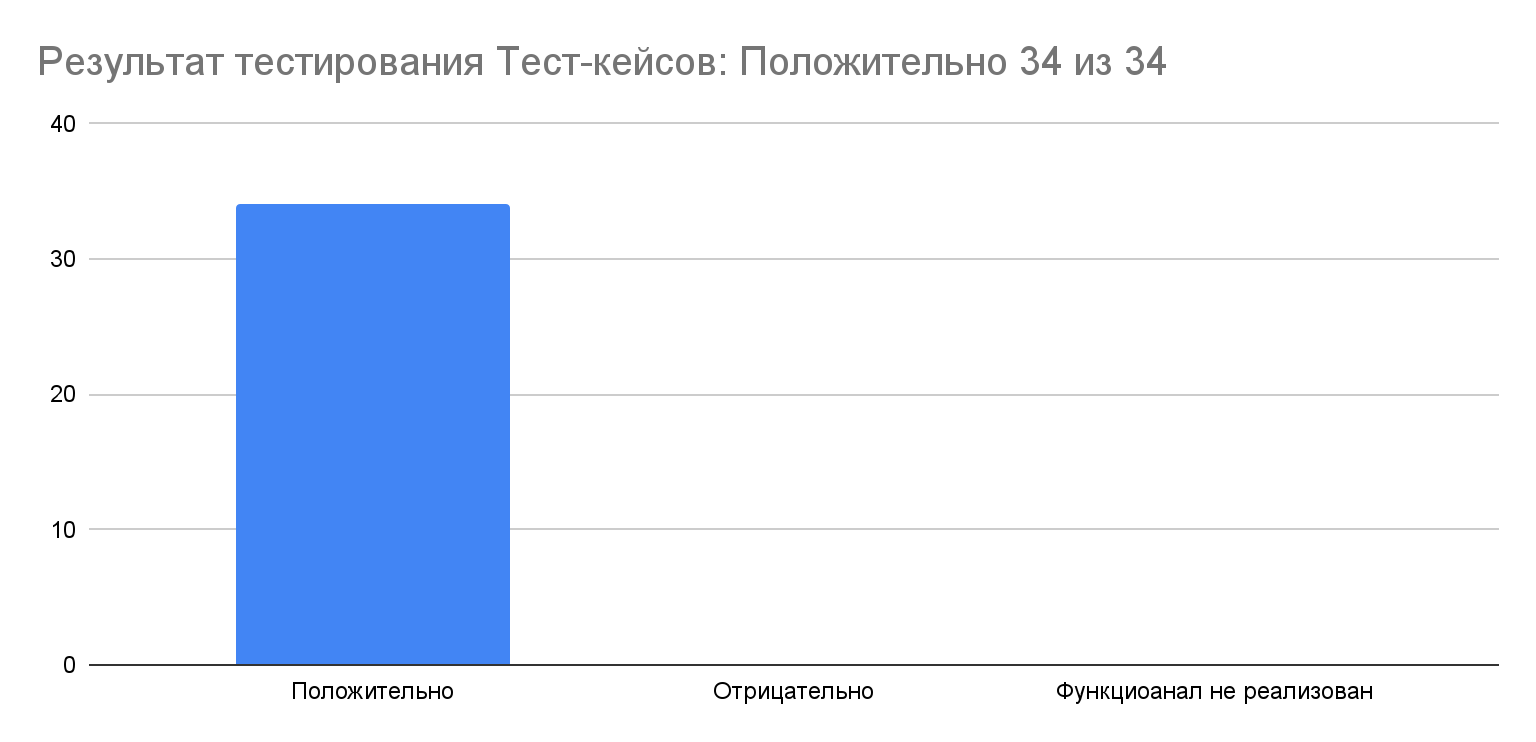 Результат тестирования Тест-кейсов: Положительно 34 из 34
40
30
20
10
0
Положительно
Отрицательно
Функциоанал не реализован